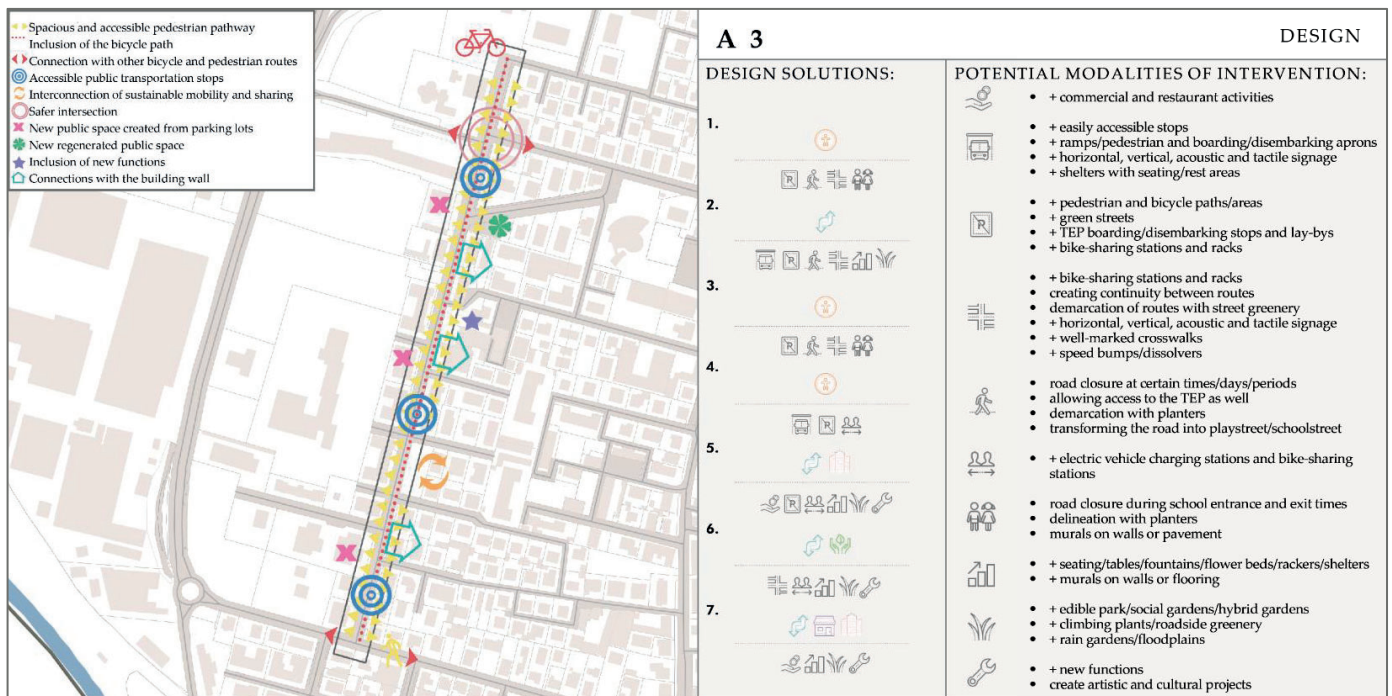 Spacious and accessible pedestrian pathway
Inclusion of the bicycle path
Connection with other bicycle and pedestrian routes
Accessible public transportation stops
Interconnection of sustainable mobility and sharing
Safer intersection
New public space created from parking lots
New regenerated public space
Inclusion of new functions
Connections with the building wall
A 3
DESIGN
DESIGN SOLUTIONS:
1.
2.
3.
4.
5.
6.
7.
POTENTIAL MODALITIES OF INTERVENTION:
• + commercial and restaurant activities
• + easily accessible stops
• + ramps/pedestrian and boarding/disembarking aprons
• + horizontal, vertical, acoustic and tactile signage
• + shelters with seating/rest areas
R
• + pedestrian and bicycle paths/areas
• + green streets
• + TEP boarding/disembarking stops and lay-bys
• + bike-sharing stations and racks
• + bike-sharing stations and racks
• creating continuity between routes
• demarcation of routes with street greenery
• + horizontal, vertical, acoustic and tactile signage
• + well-marked crosswalks
• + speed bumps/dissolvers
• road closure at certain times/days/periods
• allowing access to the TEP as well
• demarcation with planters
• transforming the road into playstreet/schoolstreet
• + electric vehicle charging stations and bike-sharing
stations
• road closure during school entrance and exit times
• delineation with planters
• murals on walls or pavement
• + seating/tables/fountains/flower beds/rackers/shelters
• + murals on walls or flooring
• + edible park/social gardens/hybrid gardens
• + climbing plants/roadside greenery
• + rain gardens/floodplains
• + new functions
• create artistic and cultural projects